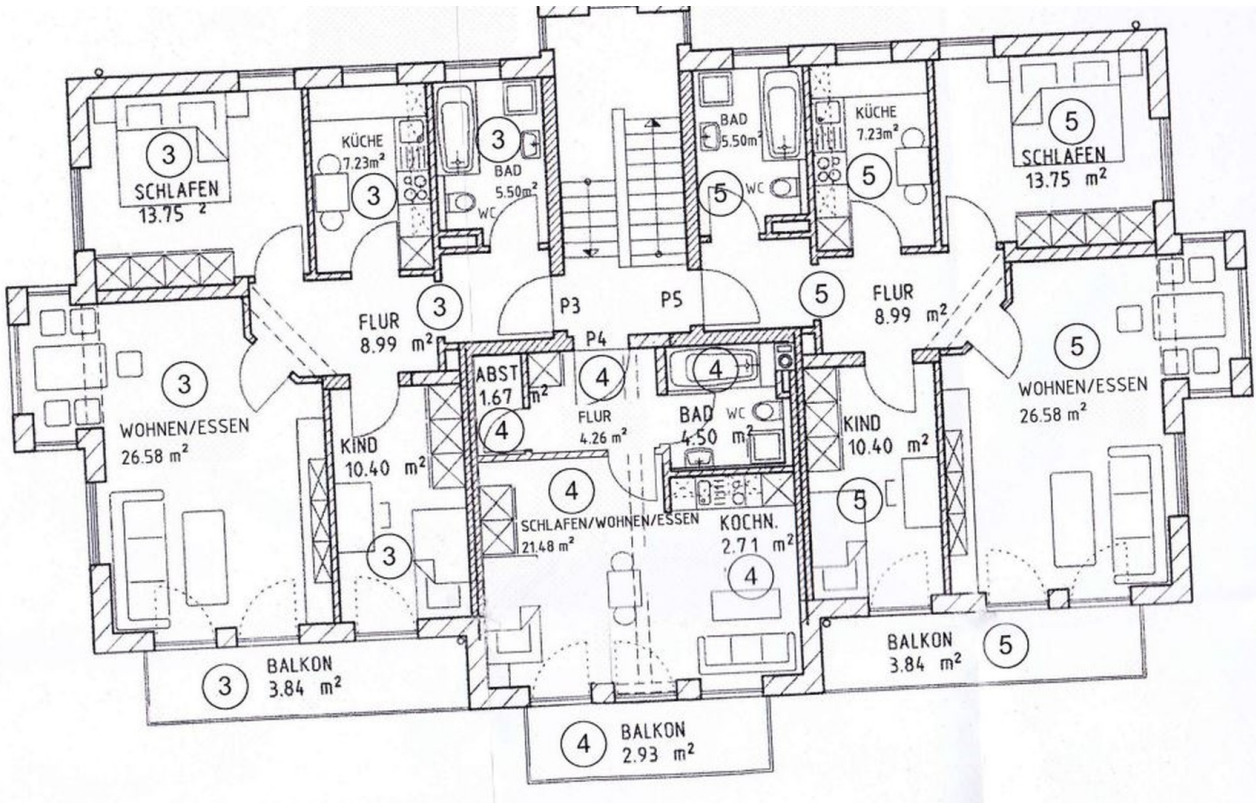 3
SCHLAFEN
13.75 2
KÜCHE
7.23m²
3
3
BAD
5.50m²
WC
BAD
5.50m²
5
WC
KÜCHE
7.23m²
5
5
SCHLAFEN
13.75 m²
FLUR
8.99 m²
3
P3
P4
P5
5
FLUR
8.99 m²
3
WOHNEN/ESSEN
26.58 m²
KIND
10.40 m²
3
ABST
1.67 m²
4
4
FLUR
4.26 m²
4
BAD
4.50 m²
WC
KIND
10.40 m²
5
5
WOHNEN/ESSEN
26.58 m²
4
SCHLAFEN/WOHNEN/ESSEN
21.48 m²
KOCHN.
2.71 m²
4
3
BALKON
3.84 m²
4
BALKON
2.93 m²
BALKON
3.84 m²
5